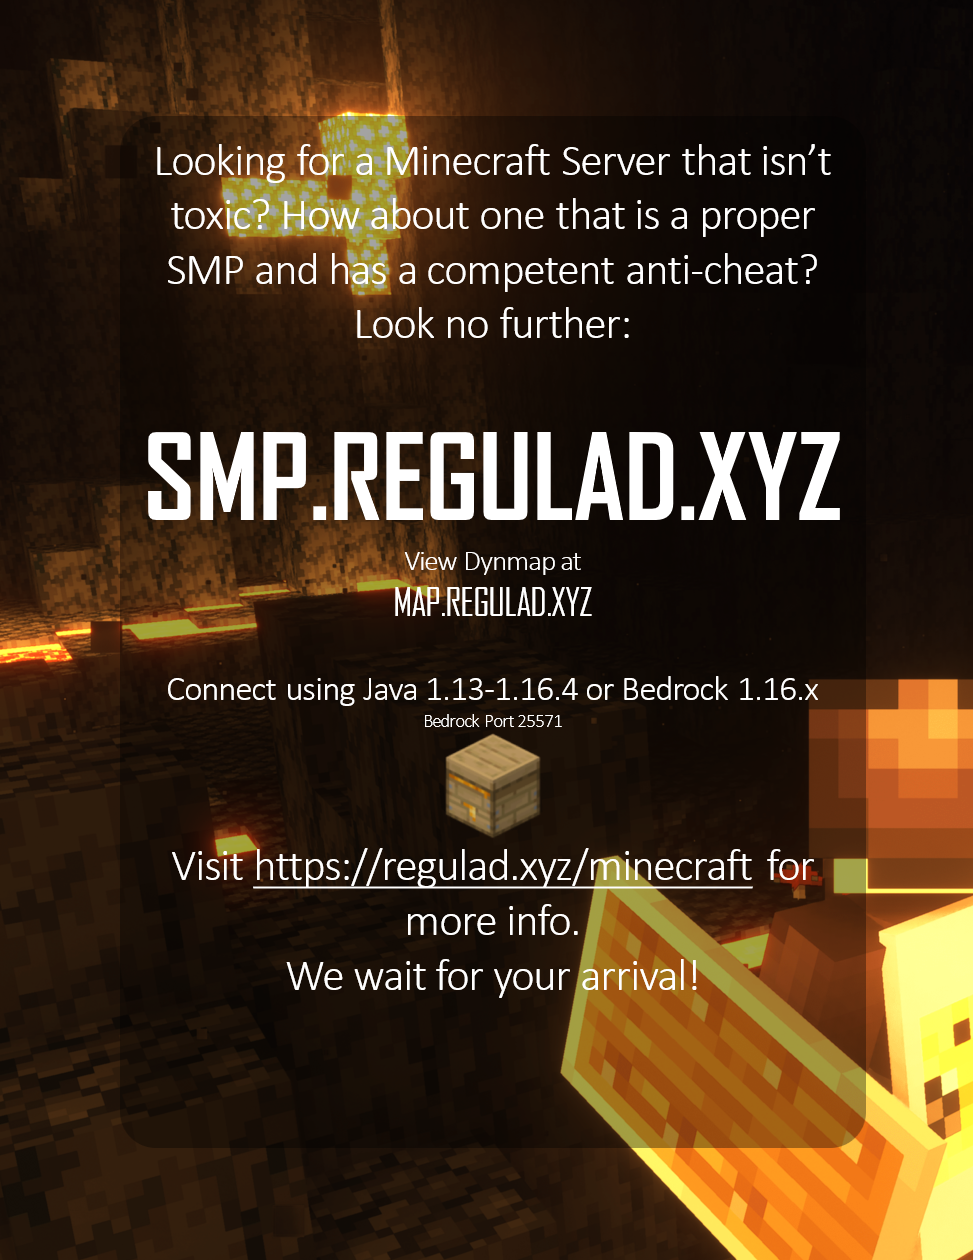 Looking for a Minecraft Server that isn’t
toxic? How about one that is a proper
SMP and has a competent anti-cheat?
Look no further:
SMP.REGULAD.XYZ
View Dynmap at
MAP.REGULAD.XYZ
Connect using Java 1.13-1.16.4 or Bedrock 1.16.x
Bedrock Port 25571
Visit https://regulad.xyz/minecraft for
more info.
We wait for your arrival!